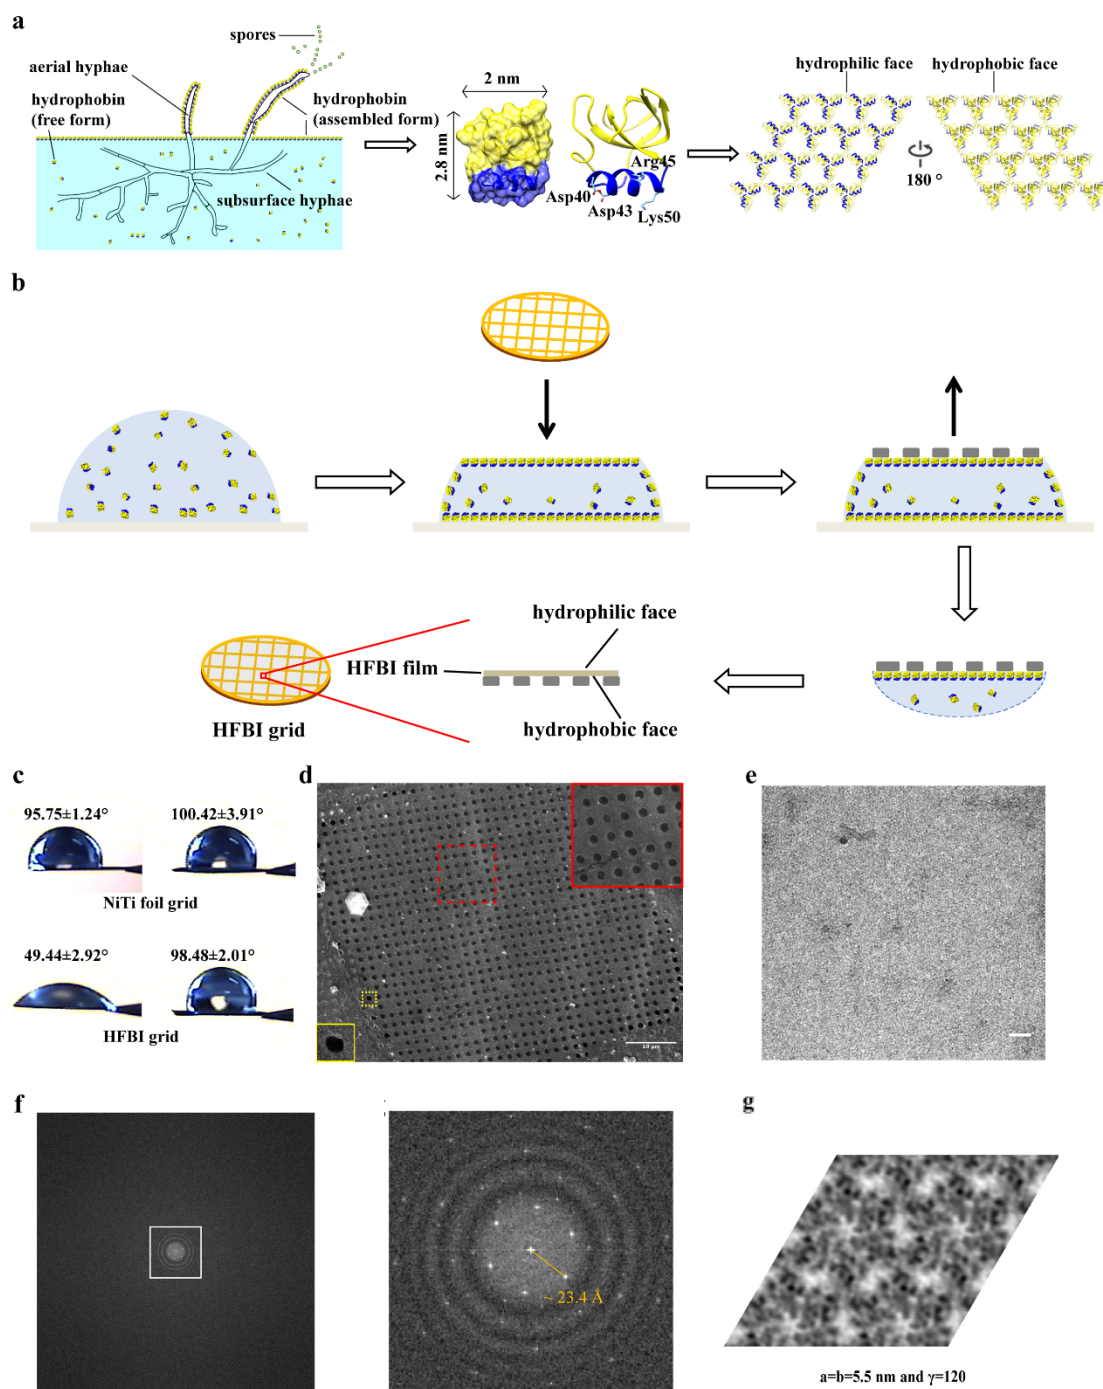 a
spores
aerial hyphae
hydrophobin
(free form)
hydrophobin
(assembled form)
subsurface hyphae
2 nm
2.8 nm
Arg45
Asp40
Asp43
Lys50
hydrophilic face
hydrophobic face
180 °
b
hydrophilic face
HFBI film
hydrophobic face
HFBI grid
c
95.75±1.24°
100.42±3.91°
NiTi foil grid
49.44±2.92°
98.48±2.01°
HFBI grid
d
10 μm
e
f
~ 23.4 Å
g
a=b=5.5 nm and γ=120